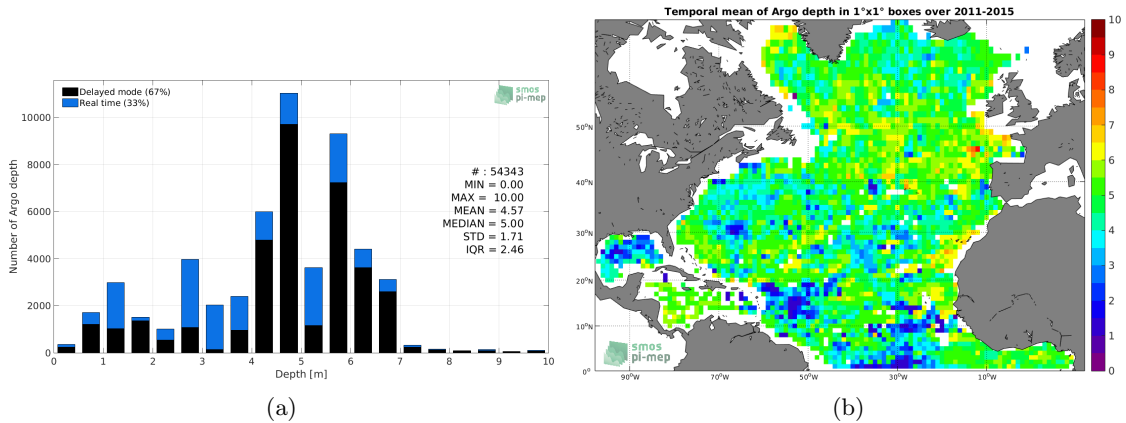 Delayed mode (67%)
Real time (33%)
smos
pi-mep
Number of Argo depth
10000
8000
6000
4000
2000
0
# : 54343
MIN = 0.00
MAX = 10.00
MEAN = 4.57
MEDIAN = 5.00
STD = 1.71
IQR = 2.46
0 1 2 3 4 5 6 7 8 9 10
Depth [m]
(a)
Temporal mean of Argo depth in 1°x1° boxes over 2011-2015
50°N
40°N
30°N
20°N
10°N
0°
90°W 70°W 50°W 30°W 10°W
smos
pi-mep
10
9
8
7
6
5
4
3
2
1
0
(b)